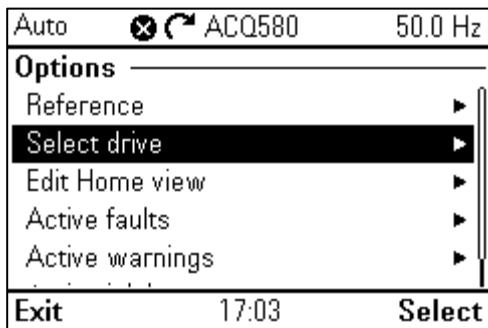 Auto ACQ580 50.0 Hz
Options
Reference
Select drive
Edit Home view
Active faults
Active warnings
Exit 17:03 Select